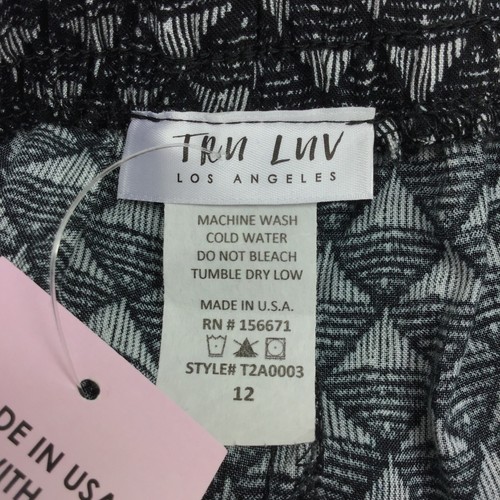 TRU LUV
LOS ANGELES
MACHINE WASH
COLD WATER
DO NOT BLEACH
TUMBLE DRY LOW
MADE IN U.S.A.
RN # 156671
STYLE# T2A0003
12
DE IN USA
WITH